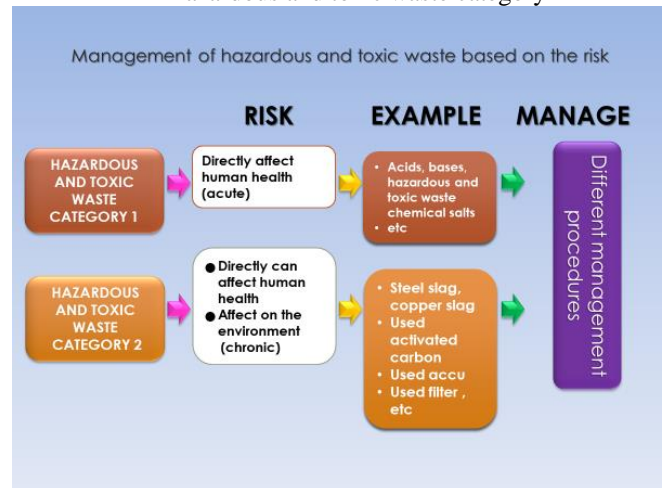 Management of hazardous and toxic waste based on the risk
RISK
EXAMPLE
MANAGE
HAZARDOUS
AND TOXIC
WASTE
CATEGORY 1
Directly affect
human health
(acute)
• Acids, bases,
hazardous and
toxic waste
chemical salts
• etc
HAZARDOUS
AND TOXIC
WASTE
CATEGORY 2
● Directly can
affect human
health
● Affect on the
environment
(chronic)
• Steel slag,
copper slag
• Used
activated
carbon
• Used accu
• Used filter ,
etc
Different management
procedures